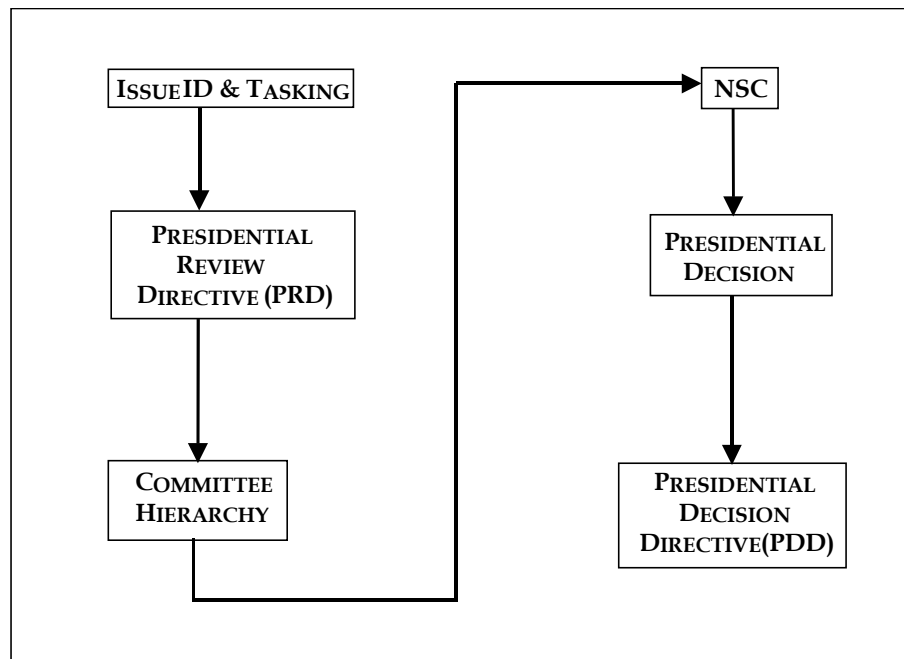 ISSUE ID & TASKING
PRESIDENTIAL
REVIEW
DIRECTIVE (PRD)
COMMITTEE
HIERARCHY
NSC
PRESIDENTIAL
DECISION
PRESIDENTIAL
DECISION
DIRECTIVE(PDD)